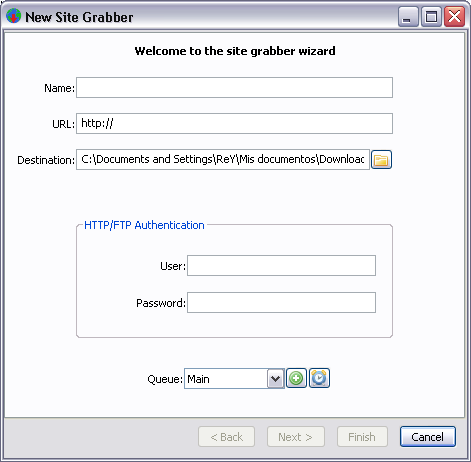 New Site Grabber
Welcome to the site grabber wizard
Name:
URL: http://
Destination: C:\Documents and Settings\ReY\Mis documentos\Downloac
HTTP/FTP Authentication
User:
Password:
Queue: Main
< Back Next > Finish Cancel